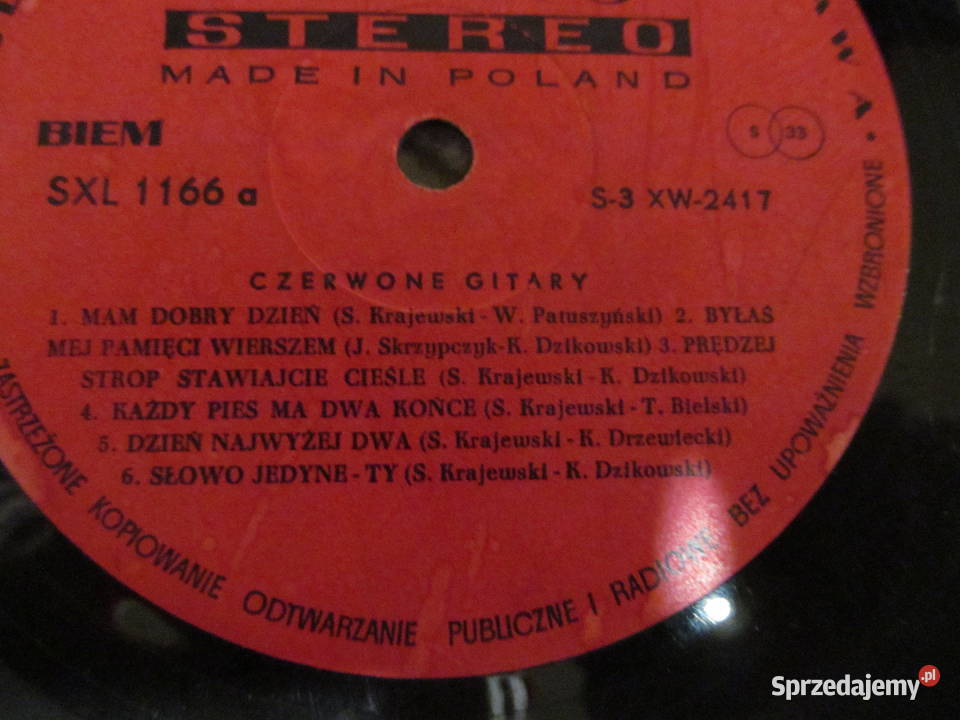 STEREO
MADE IN POLAND
BIEM
S 33
SXL 1166 a
S-3 XW-2417
CZERWONE GITARY
1. MAM DOBRY DZIEŃ (S. Krajewski - W. Patuszyński) 2. BYŁAŚ
MEJ PAMIĘCI WIERSZEM (J. Skrzypczyk-K. Dzikowski) 3. PRĘDZEJ
STROP STAWIAJCIE CIEŚLE (S. Krajewski - K. Dzikowski)
4. KAŻDY PIES MA DWA KOŃCE (S. Krajewski - T. Bielski)
5. DZIEŃ NAJWYŻEJ DWA (S. Krajewski - K. Drzewiecki)
6. SŁOWO JEDYNE - TY (S. Krajewski - K. Dzikowski)
ZASTRZEŻONE KOPIOWANIE ODTWARZANIE PUBLICZNE I RADIOWE BEZ UPOWAŻNIENIA WZBRONIONE
Sprzedajemy.pl